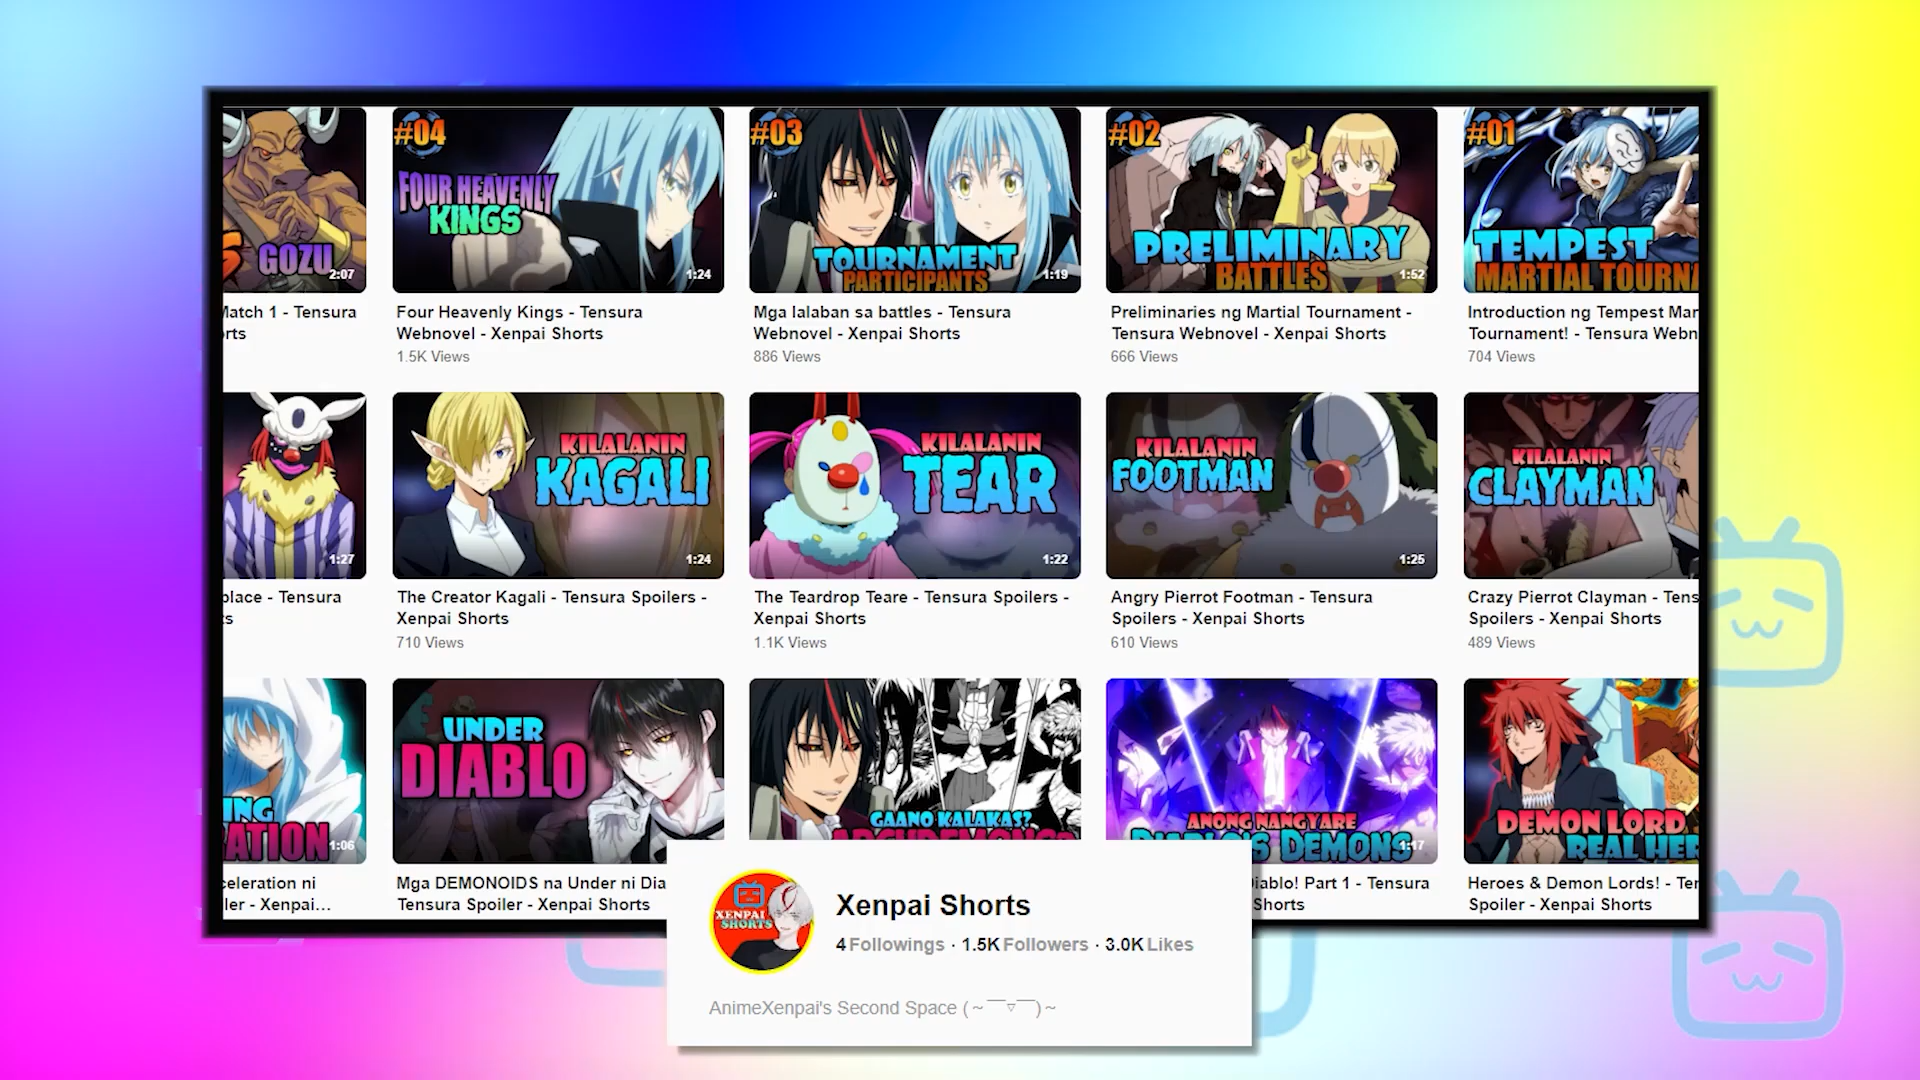 GOZU
2:07
#04
FOUR HEAVENLY
KINGS
1:24
#03
TOURNAMENT
PARTICIPANTS
1:19
#02
PRELIMINARY
BATTLES
1:52
#01
TEMPEST
MARTIAL TOURNA
Match 1 - Tensura
rts
Four Heavenly Kings - Tensura
Webnovel - Xenpai Shorts
1.5K Views
Mga lalaban sa battles - Tensura
Webnovel - Xenpai Shorts
886 Views
Preliminaries ng Martial Tournament -
Tensura Webnovel - Xenpai Shorts
666 Views
Introduction ng Tempest Mar
Tournament! - Tensura Webn
704 Views
1:27
KILALANIN
KAGALI
1:24
KILALANIN
TEAR
1:22
KILALANIN
FOOTMAN
1:25
KILALANIN
CLAYMAN
place - Tensura
s
The Creator Kagali - Tensura Spoilers -
Xenpai Shorts
710 Views
The Teardrop Teare - Tensura Spoilers -
Xenpai Shorts
1.1K Views
Angry Pierrot Footman - Tensura
Spoilers - Xenpai Shorts
610 Views
Crazy Pierrot Clayman - Tens
Spoilers - Xenpai Shorts
489 Views
ING
ATION
1:06
UNDER
DIABLO
GAANO KALAKAS?
ANONG NANGYARE
DIABLO'S DEMONS
1:17
DEMON LORD
REAL HER
celeration ni
ler - Xenpai...
Mga DEMONOIDS na Under ni Dia
Tensura Spoiler - Xenpai Shorts
iablo! Part 1 - Tensura
Shorts
Heroes & Demon Lords! - Ter
Spoiler - Xenpai Shorts
XENPAI
SHORTS
Xenpai Shorts
4 Followings · 1.5K Followers · 3.0K Likes
AnimeXenpai's Second Space (～￣▽￣)～